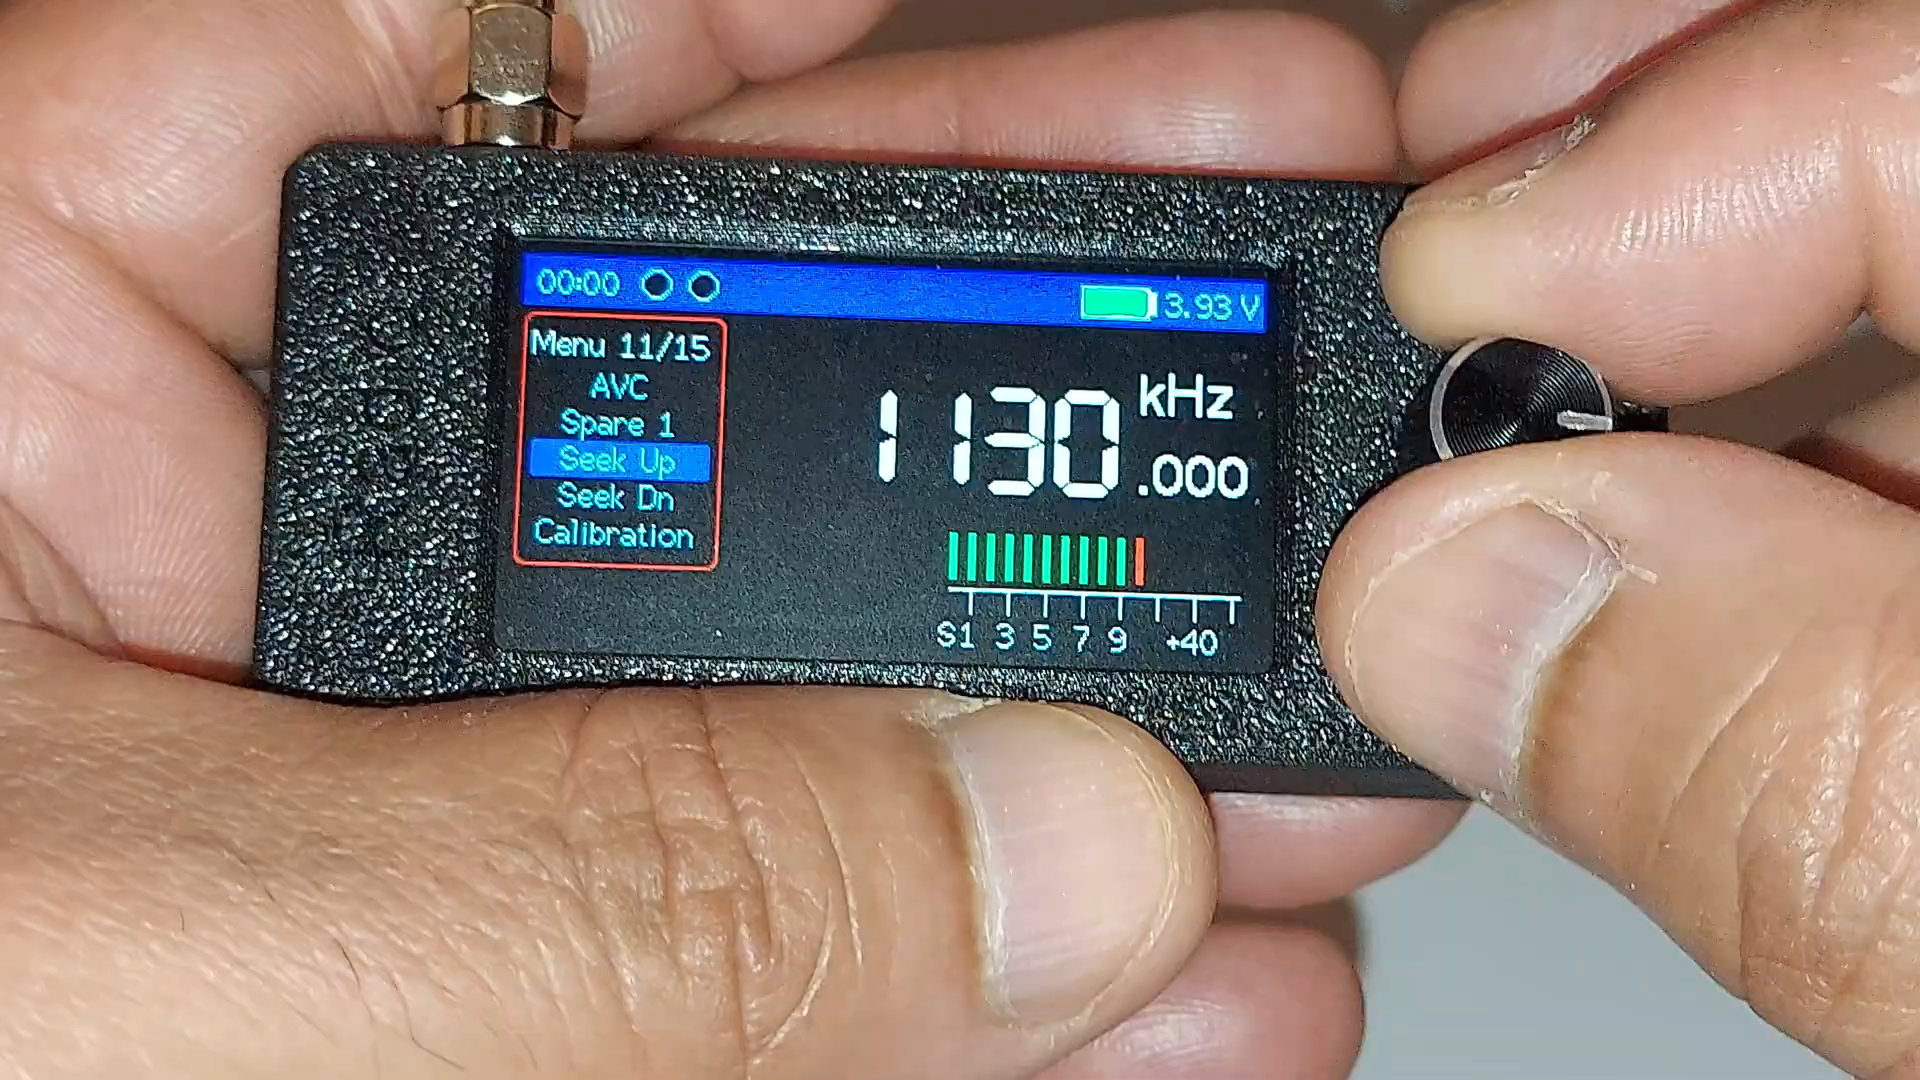 00:00
3.93 V
Menu 11/15
AVC
Spare 1
Seek Up
Seek Dn
Calibration
1130.000 kHz
S1 3 5 7 9 +40